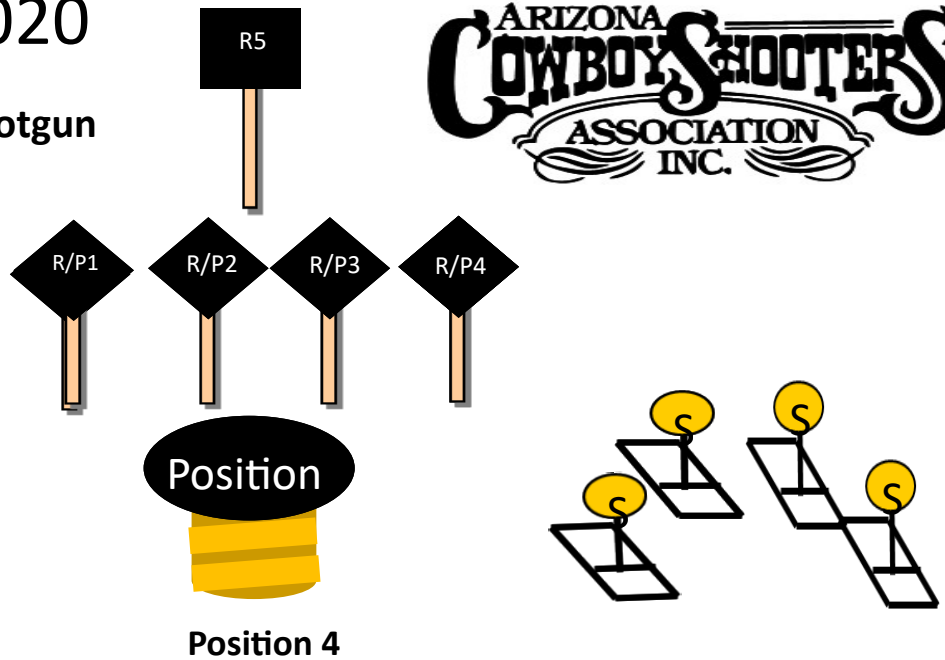 020
R5
ARIZONA
COWBOY SHOOTERS
ASSOCIATION
INC.
otgun
R/P1
R/P2
R/P3
R/P4
Position
S
S
S
S
Position 4